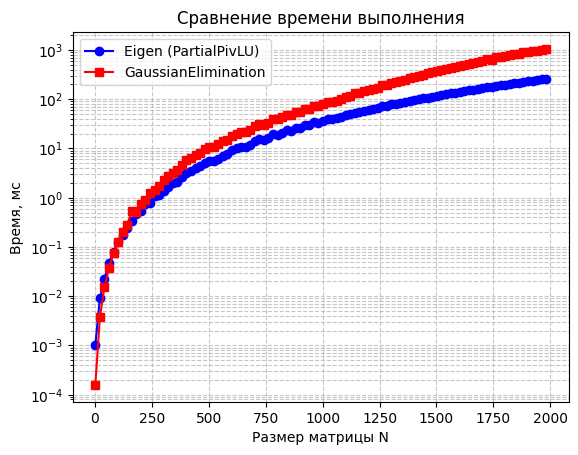 Сравнение времени выполнения
Eigen (PartialPivLU)
GaussianElimination
Время, мс
10³
10²
10¹
10⁰
10⁻¹
10⁻²
10⁻³
10⁻⁴
0 250 500 750 1000 1250 1500 1750 2000
Размер матрицы N